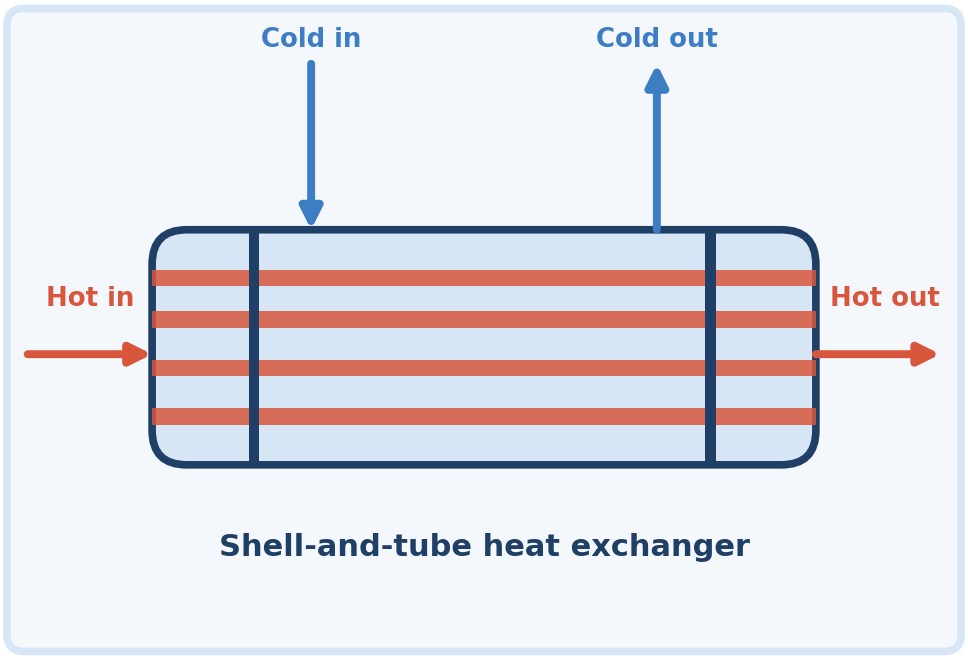 Cold in
Cold out
Hot in
Hot out
Shell-and-tube heat exchanger